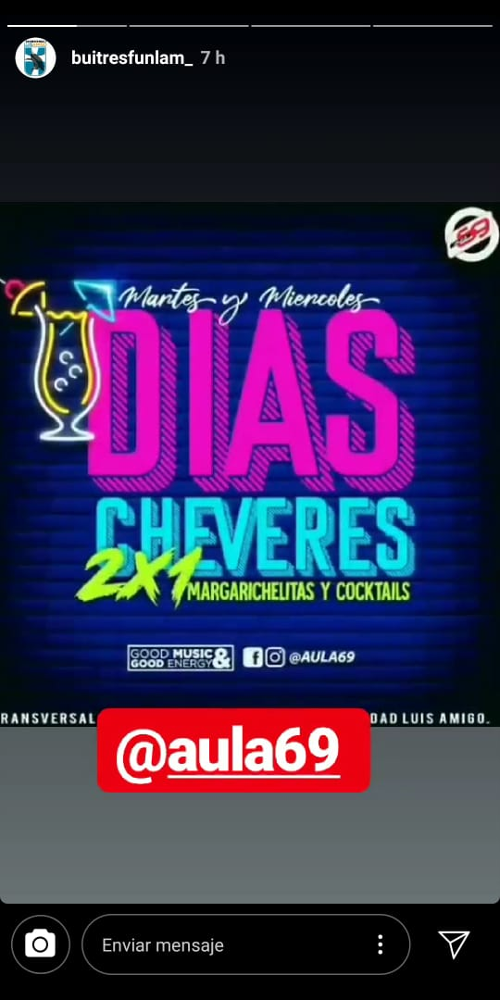 buitresfunlam_ 7 h
69
Martes y Miercoles
DIAS
CHEVERES
2X1 MARGARICHELITAS Y COCKTAILS
GOOD MUSIC &
GOOD ENERGY
@AULA69
RANSVERSAL DAD LUIS AMIGO.
@aula69
Enviar mensaje